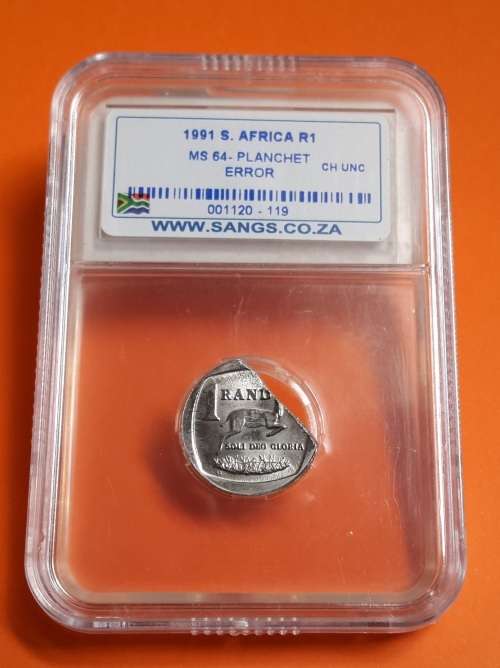 1991 S. AFRICA R1
MS 64- PLANCHET
ERROR
CH UNC
001120 - 119
WWW.SANGS.CO.ZA
1 RAND
SOLI DEO GLORIA